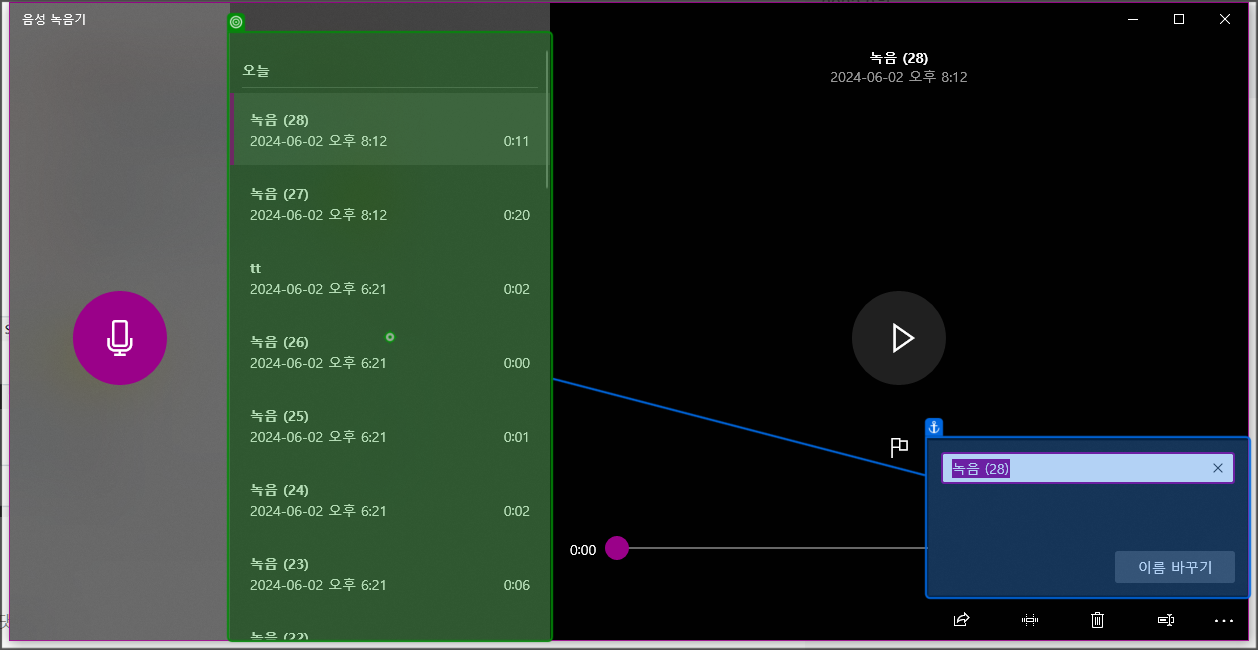 음성 녹음기
오늘
녹음 (28)
2024-06-02 오후 8:12
0:11
녹음 (27)
2024-06-02 오후 8:12
0:20
tt
2024-06-02 오후 6:21
0:02
녹음 (26)
2024-06-02 오후 6:21
0:00
녹음 (25)
2024-06-02 오후 6:21
0:01
녹음 (24)
2024-06-02 오후 6:21
0:02
녹음 (23)
2024-06-02 오후 6:21
0:06
녹음 (22)
녹음 (28)
2024-06-02 오후 8:12
0:00
녹음 (28)
이름 바꾸기